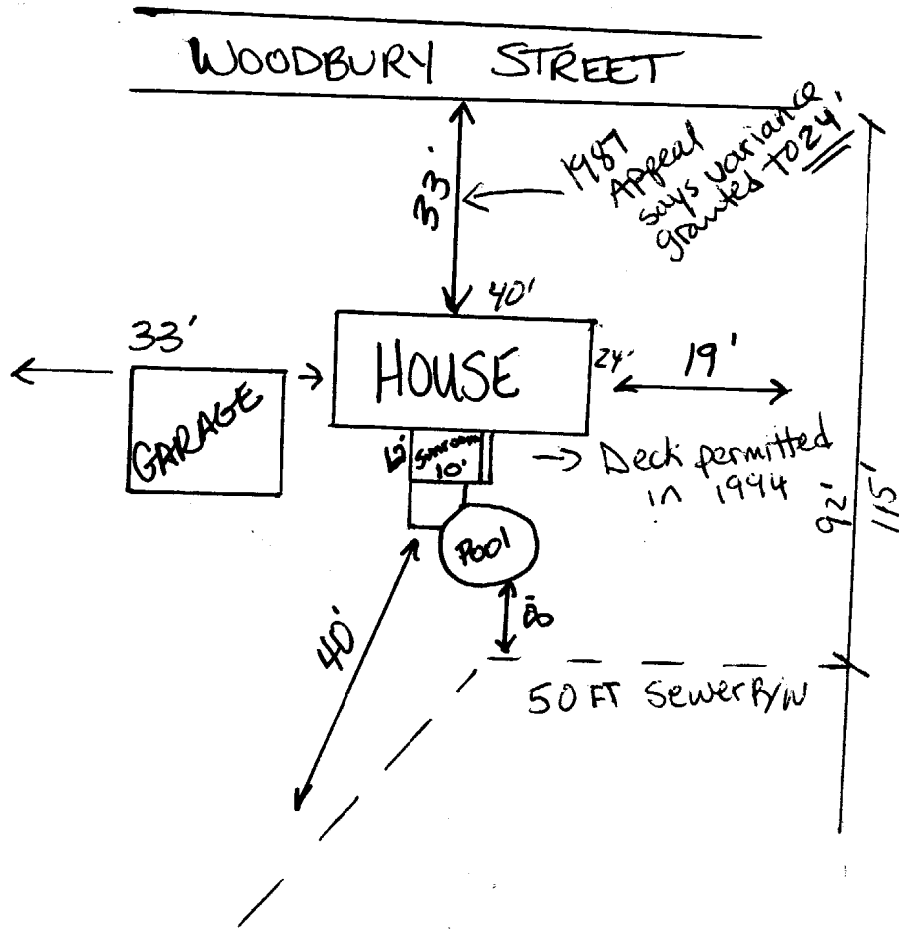 WOODBURY STREET
33'
1987
Appeal
says variance
granted to 24'
40'
33'
HOUSE
24'
19'
GARAGE
Sunroom
10'
Deck permitted
in 1994
92'
115'
Pool
40'
50 FT Sewer R/W